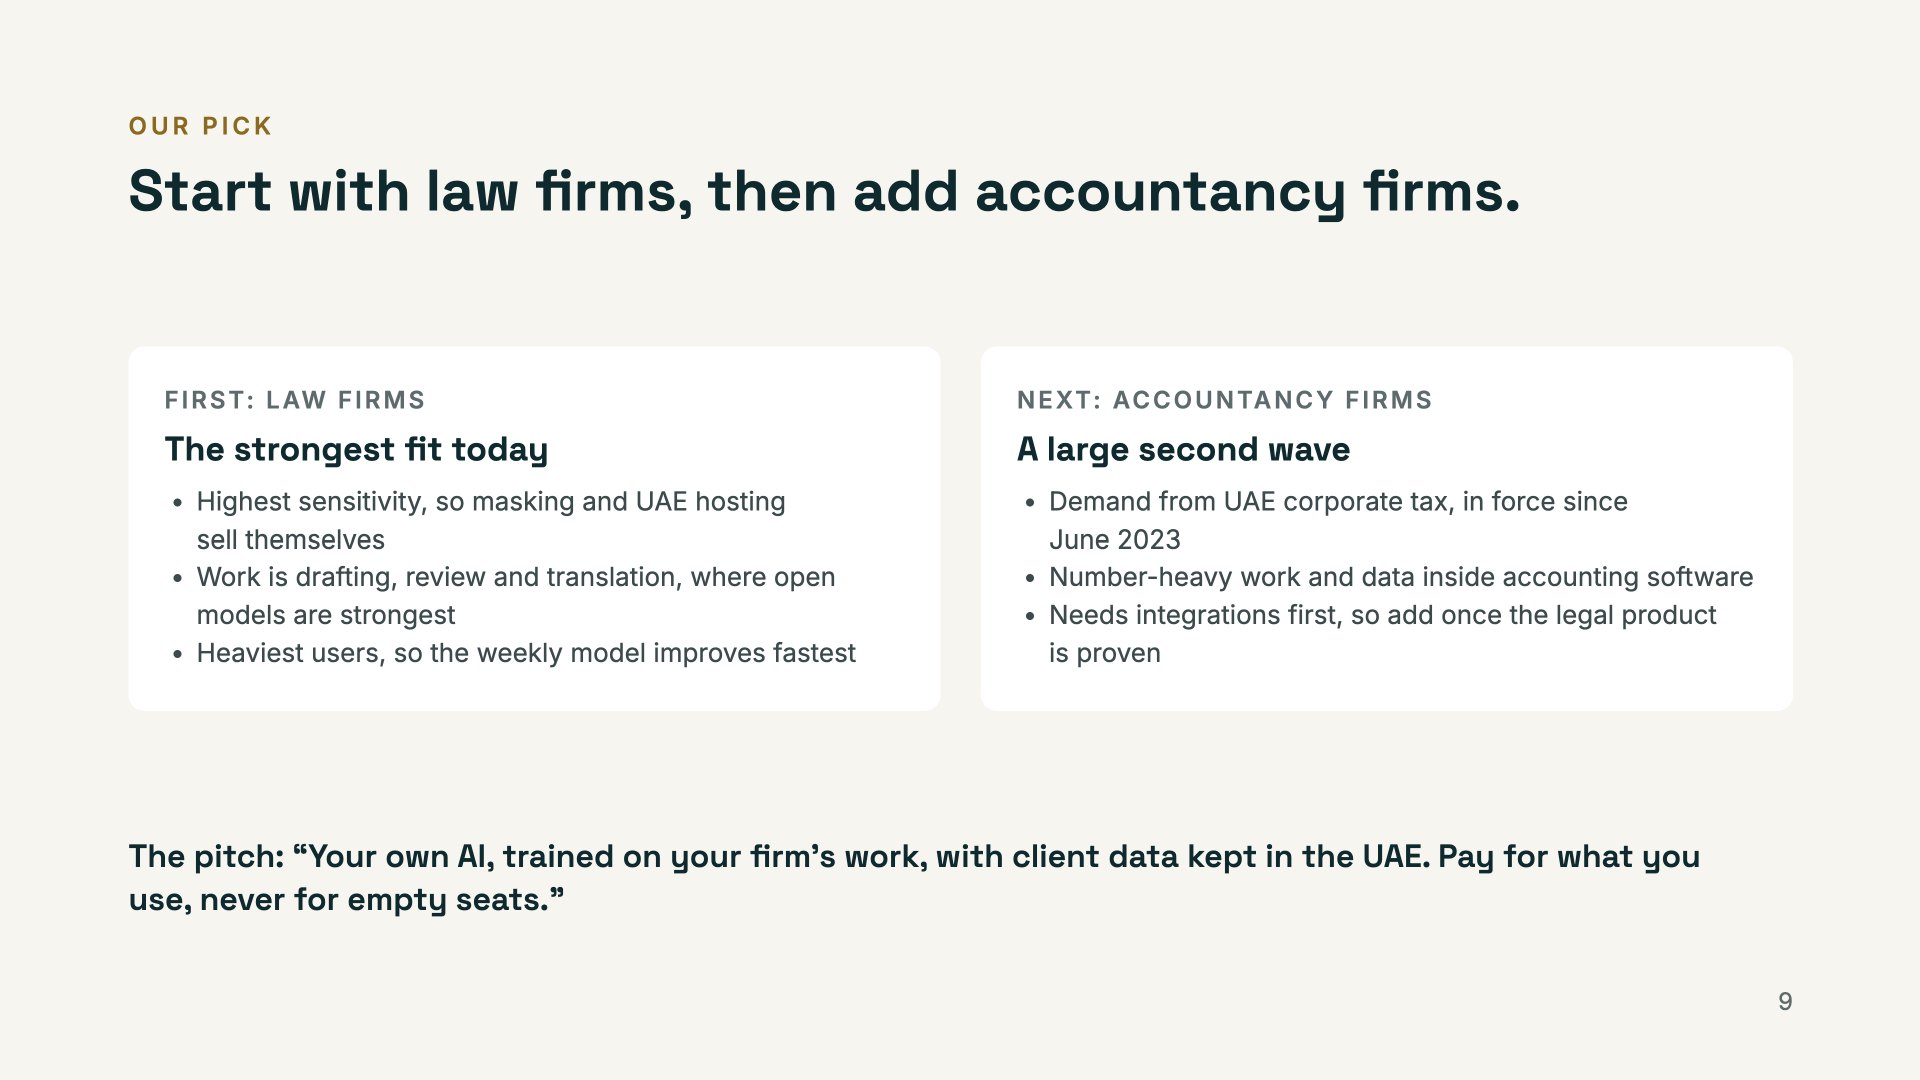 OUR PICK
Start with law firms, then add accountancy firms.
FIRST: LAW FIRMS
The strongest fit today
• Highest sensitivity, so masking and UAE hosting
sell themselves
• Work is drafting, review and translation, where open
models are strongest
• Heaviest users, so the weekly model improves fastest
NEXT: ACCOUNTANCY FIRMS
A large second wave
• Demand from UAE corporate tax, in force since
June 2023
• Number-heavy work and data inside accounting software
• Needs integrations first, so add once the legal product
is proven
The pitch: “Your own AI, trained on your firm’s work, with client data kept in the UAE. Pay for what you
use, never for empty seats.”
9